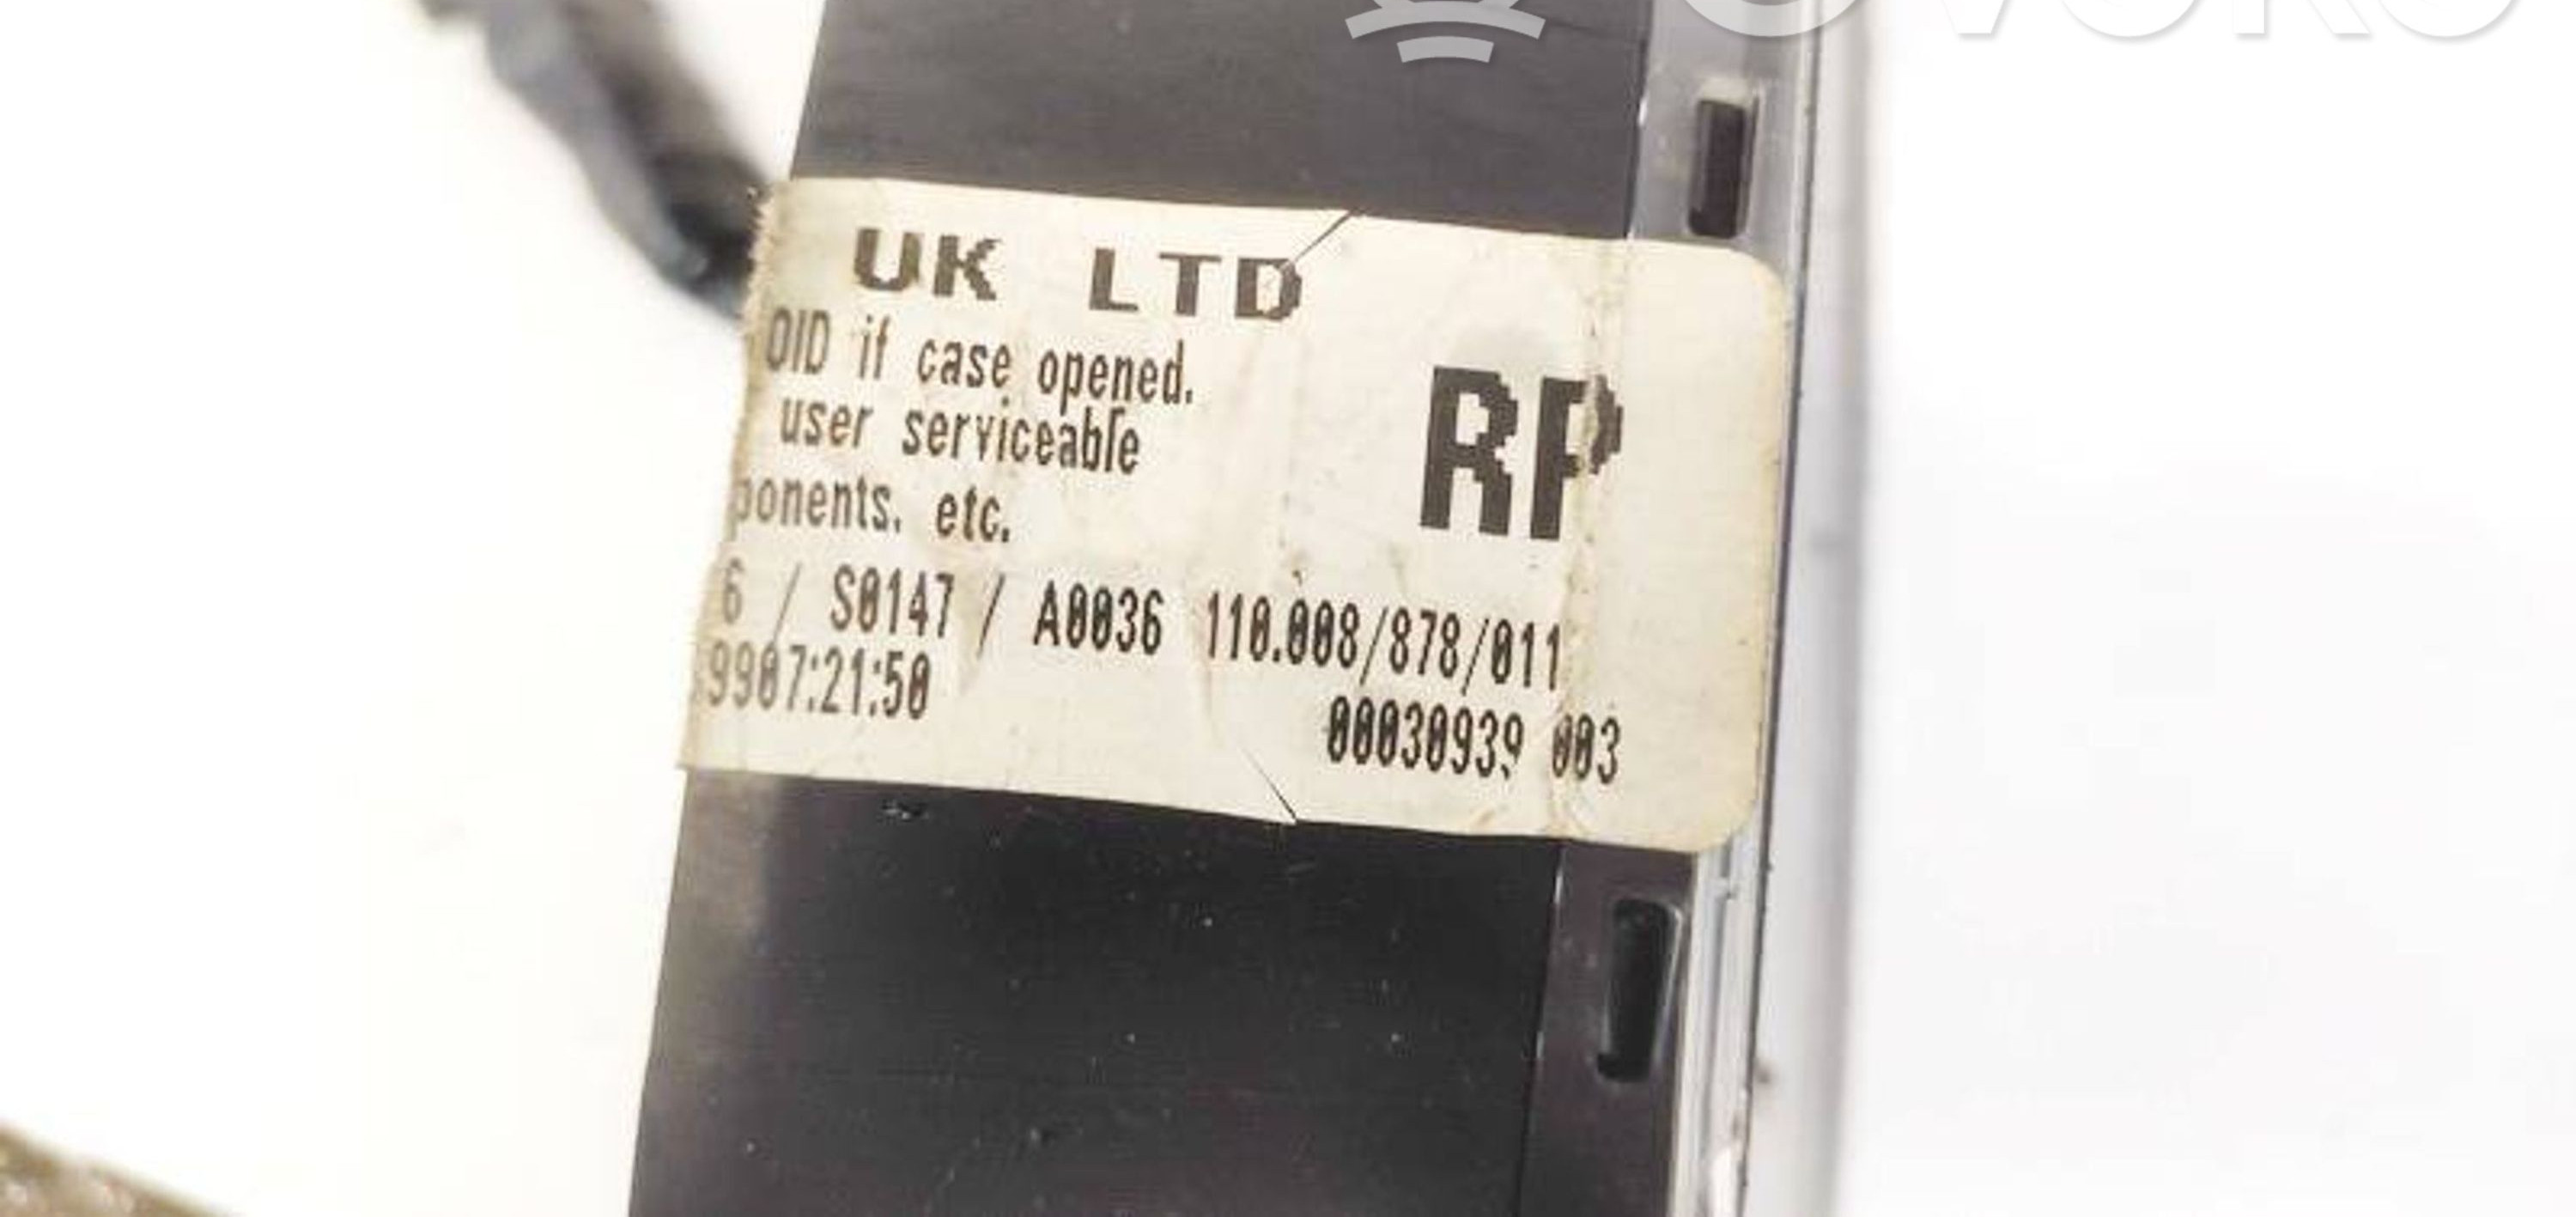 UK LTD
OID if case opened.
user serviceable
ponents. etc.
RP
6 / S0147 / A0036 110.008/878/011
9907:21:50
00030939 003